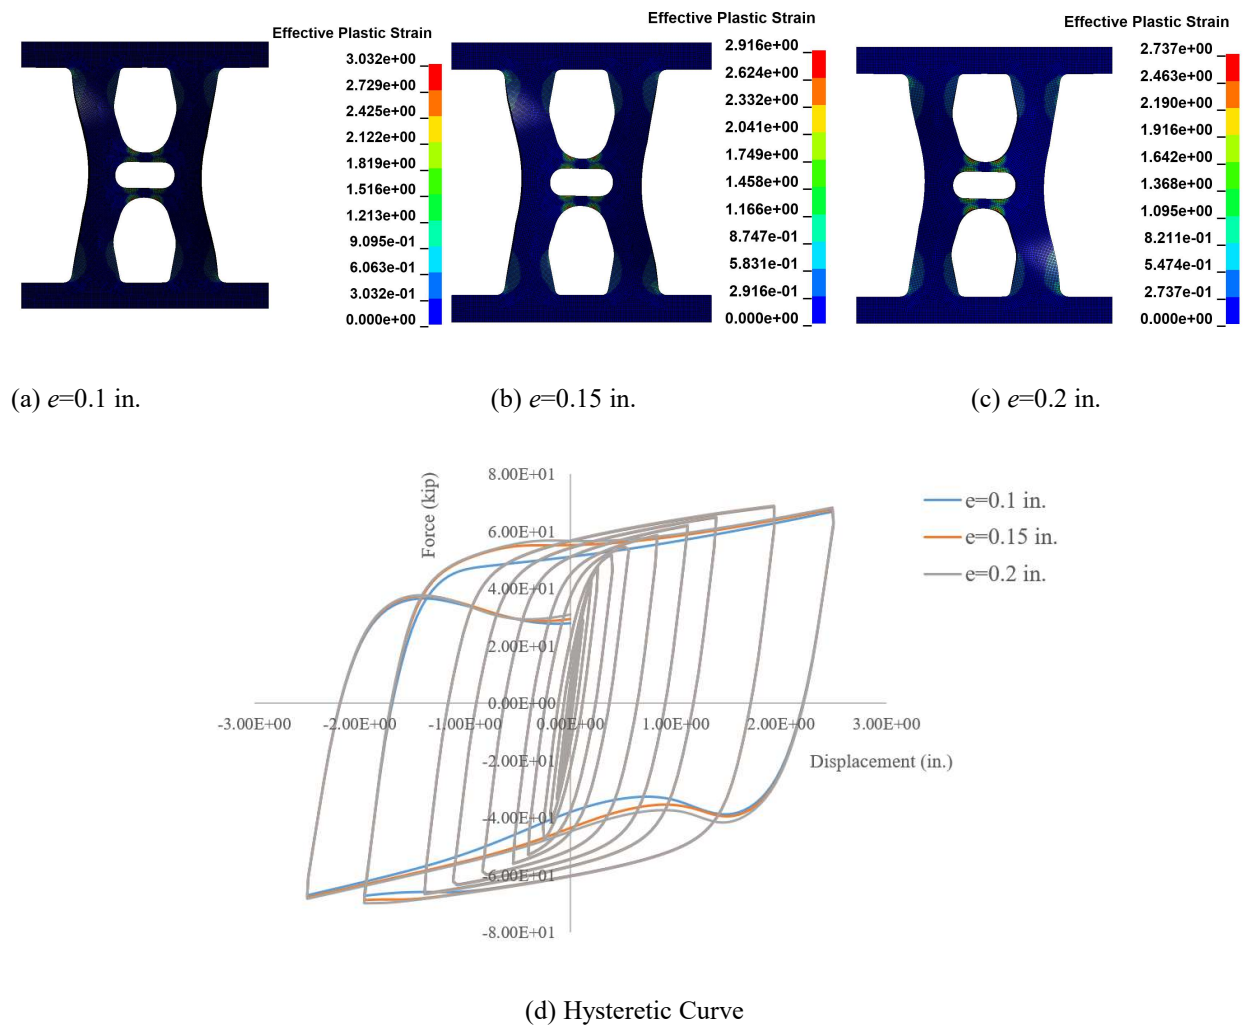 Effective Plastic Strain
3.032e+00
2.729e+00
2.425e+00
2.122e+00
1.819e+00
1.516e+00
1.213e+00
9.095e-01
6.063e-01
3.032e-01
0.000e+00
Effective Plastic Strain
2.916e+00
2.624e+00
2.332e+00
2.041e+00
1.749e+00
1.458e+00
1.166e+00
8.747e-01
5.831e-01
2.916e-01
0.000e+00
Effective Plastic Strain
2.737e+00
2.463e+00
2.190e+00
1.916e+00
1.642e+00
1.368e+00
1.095e+00
8.211e-01
5.474e-01
2.737e-01
0.000e+00
(a) e=0.1 in.
(b) e=0.15 in.
(c) e=0.2 in.
Force (kip)
8.00E+01
6.00E+01
4.00E+01
2.00E+01
0.00E+00
-2.00E+01
-4.00E+01
-6.00E+01
-8.00E+01
-3.00E+00
-2.00E+00
-1.00E+00
0.00E+00
1.00E+00
2.00E+00
3.00E+00
Displacement (in.)
e=0.1 in.
e=0.15 in.
e=0.2 in.
(d) Hysteretic Curve